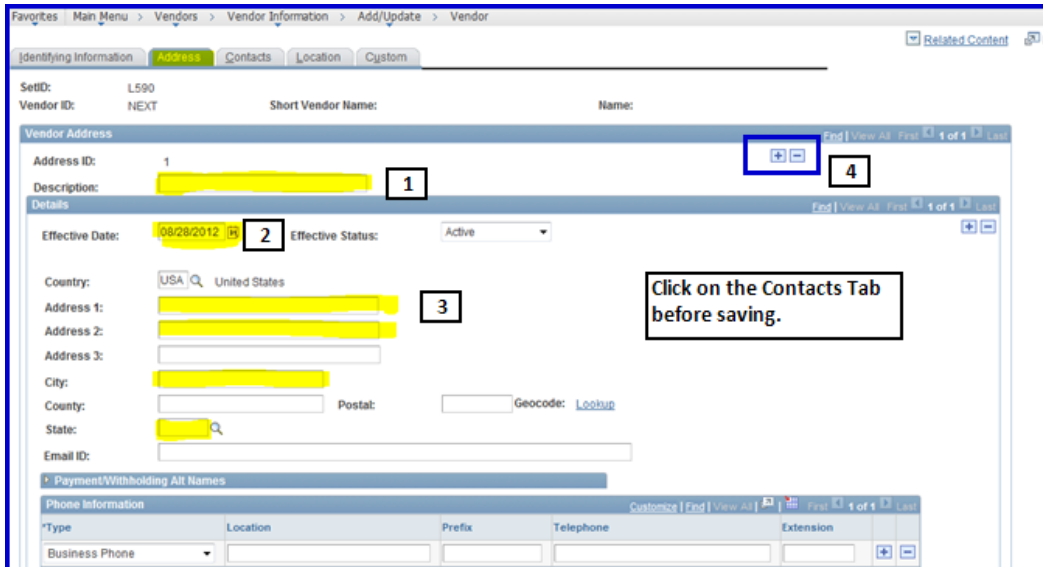 Favorites Main Menu > Vendors > Vendor Information > Add/Update > Vendor
Related Content
Identifying Information Address Contacts Location Custom
SetID: L590
Vendor ID: NEXT Short Vendor Name: Name:
Vendor Address Find | View All First 1 of 1 Last
Address ID: 1
4
Description: 1
Details Find | View All First 1 of 1 Last
Effective Date: 08/28/2012 2 Effective Status: Active
Country: USA United States
Click on the Contacts Tab
before saving.
Address 1: 3
Address 2:
Address 3:
City:
County: Postal: Geocode: Lookup
State:
Email ID:
Payment/Withholding Alt Names
Phone Information Customize | Find | View All | First 1 of 1 Last
*Type Location Prefix Telephone Extension
Business Phone